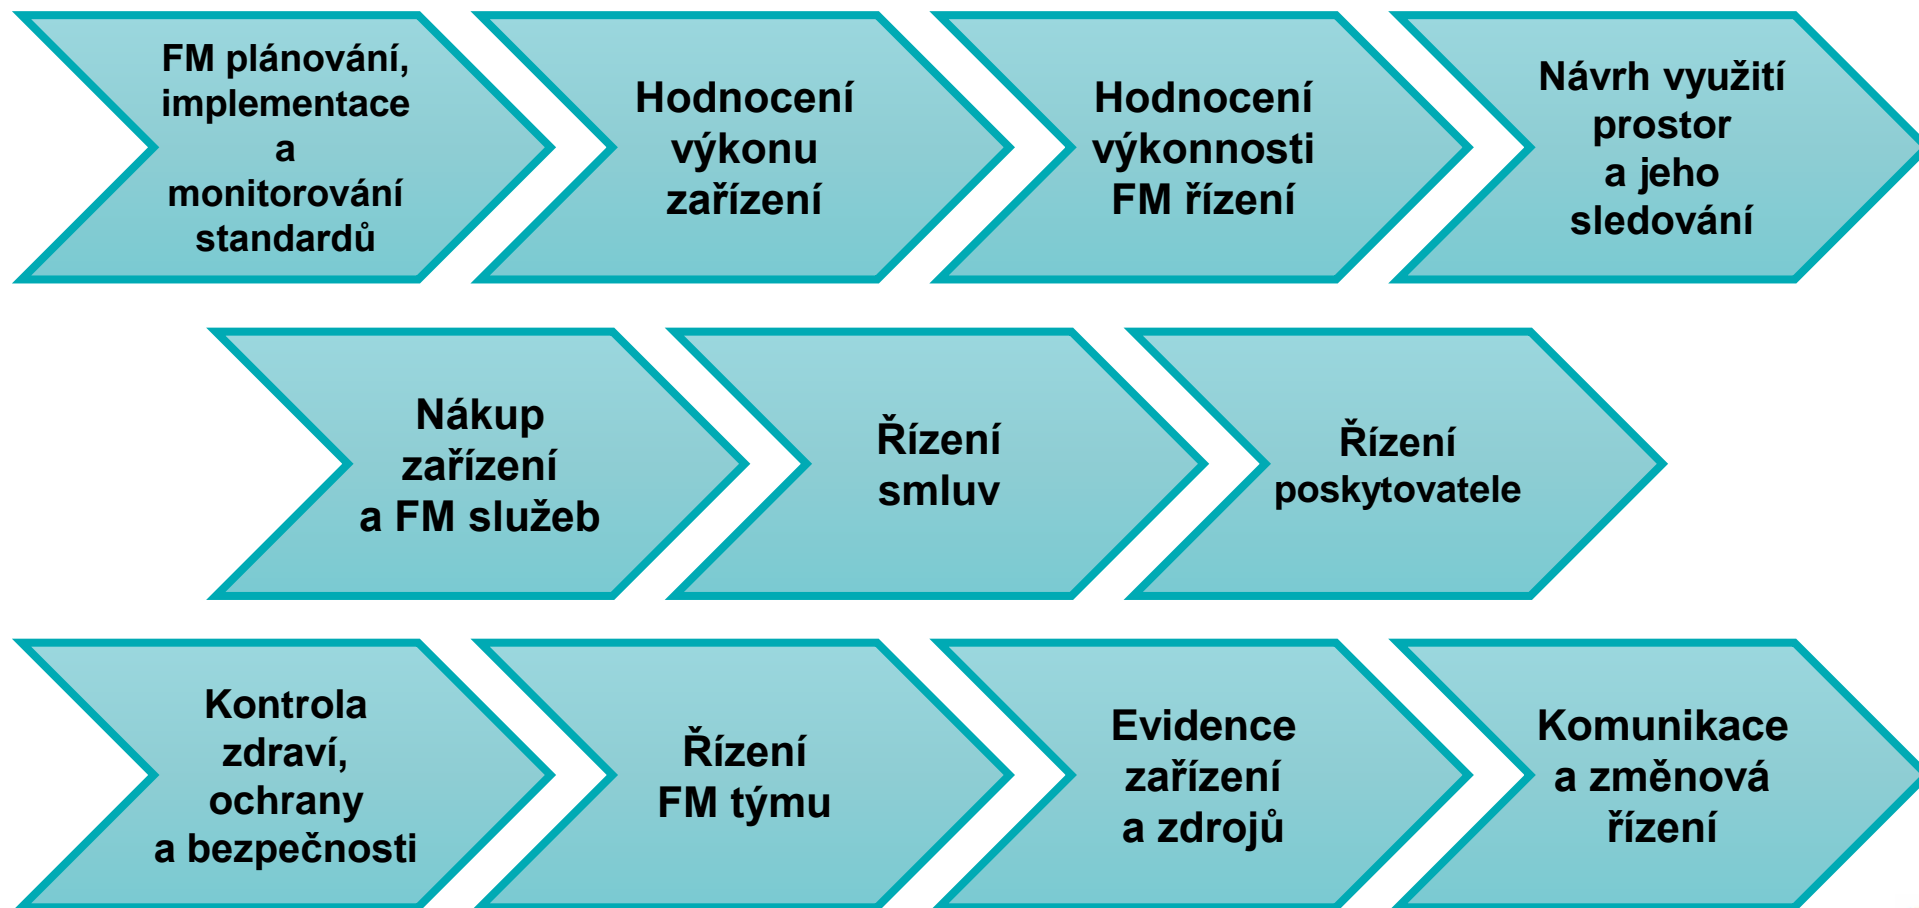 FM plánování,
implementace
a
monitorování
standardů
Hodnocení
výkonu
zařízení
Hodnocení
výkonnosti
FM řízení
Návrh využití
prostor
a jeho
sledování
Nákup
zařízení
a FM služeb
Řízení
smluv
Řízení
poskytovatele
Kontrola
zdraví,
ochrany
a bezpečnosti
Řízení
FM týmu
Evidence
zařízení
a zdrojů
Komunikace
a změnová
řízení